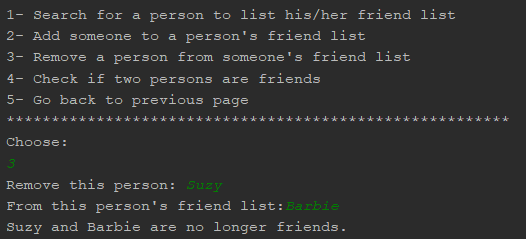 1- Search for a person to list his/her friend list
2- Add someone to a person's friend list
3- Remove a person from someone's friend list
4- Check if two persons are friends
5- Go back to previous page
********************************************************
Choose:
3
Remove this person: Suzy
From this person's friend list:Barbie
Suzy and Barbie are no longer friends.